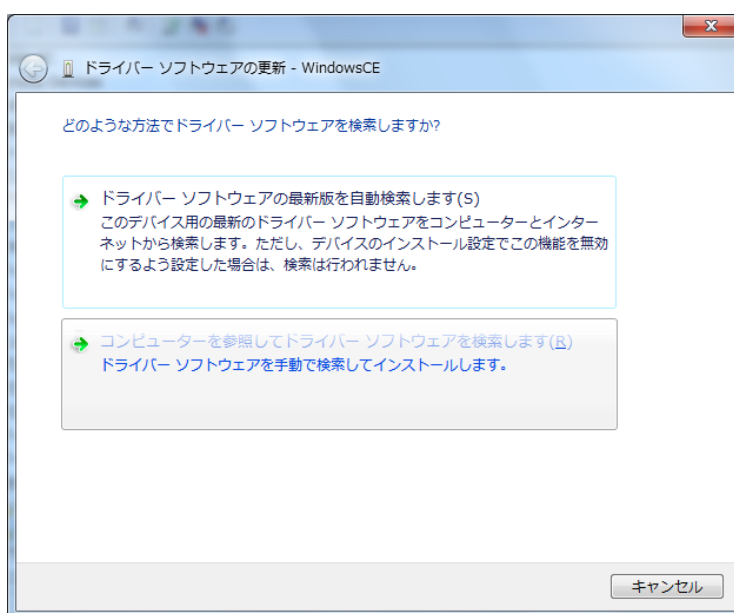 ドライバー ソフトウェアの更新 - WindowsCE
どのような方法でドライバー ソフトウェアを検索しますか?
ドライバー ソフトウェアの最新版を自動検索します(S)
このデバイス用の最新のドライバー ソフトウェアをコンピューターとインター
ネットから検索します。ただし、デバイスのインストール設定でこの機能を無効
にするよう設定した場合は、検索は行われません。
コンピューターを参照してドライバー ソフトウェアを検索します(R)
ドライバー ソフトウェアを手動で検索してインストールします。
キャンセル